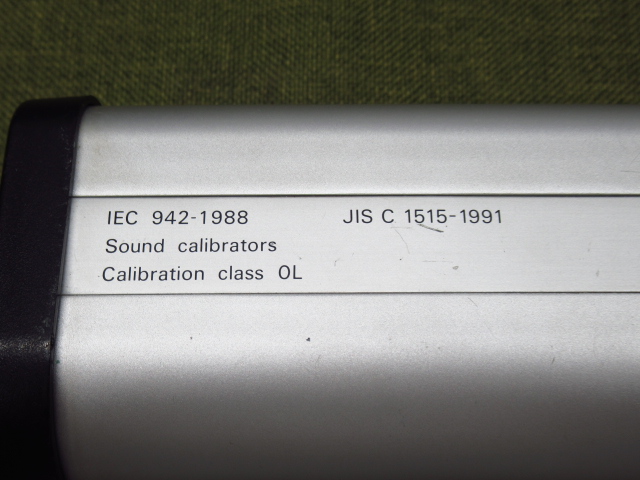 IEC 942-1988 JIS C 1515-1991
Sound calibrators
Calibration class 0L